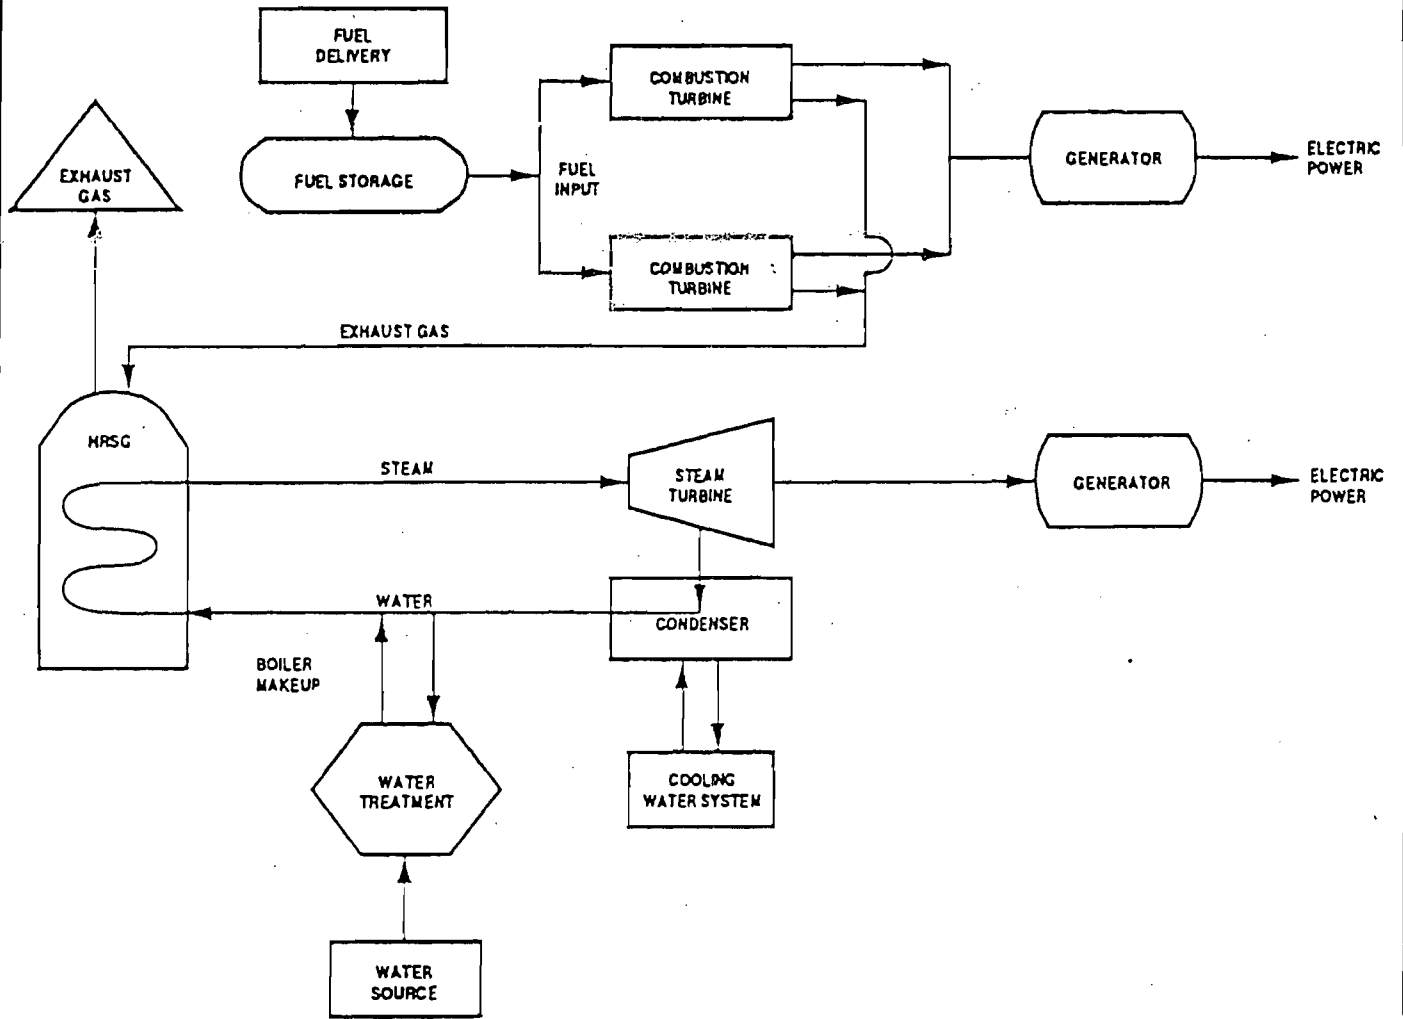 FUEL
DELIVERY
COMBUSTION
TURBINE
EXHAUST
GAS
FUEL STORAGE
FUEL
INPUT
GENERATOR
ELECTRIC
POWER
COMBUSTION
TURBINE
EXHAUST GAS
HRSG
STEAM
STEAM
TURBINE
GENERATOR
ELECTRIC
POWER
WATER
CONDENSER
BOILER
MAKEUP
WATER
TREATMENT
COOLING
WATER SYSTEM
WATER
SOURCE